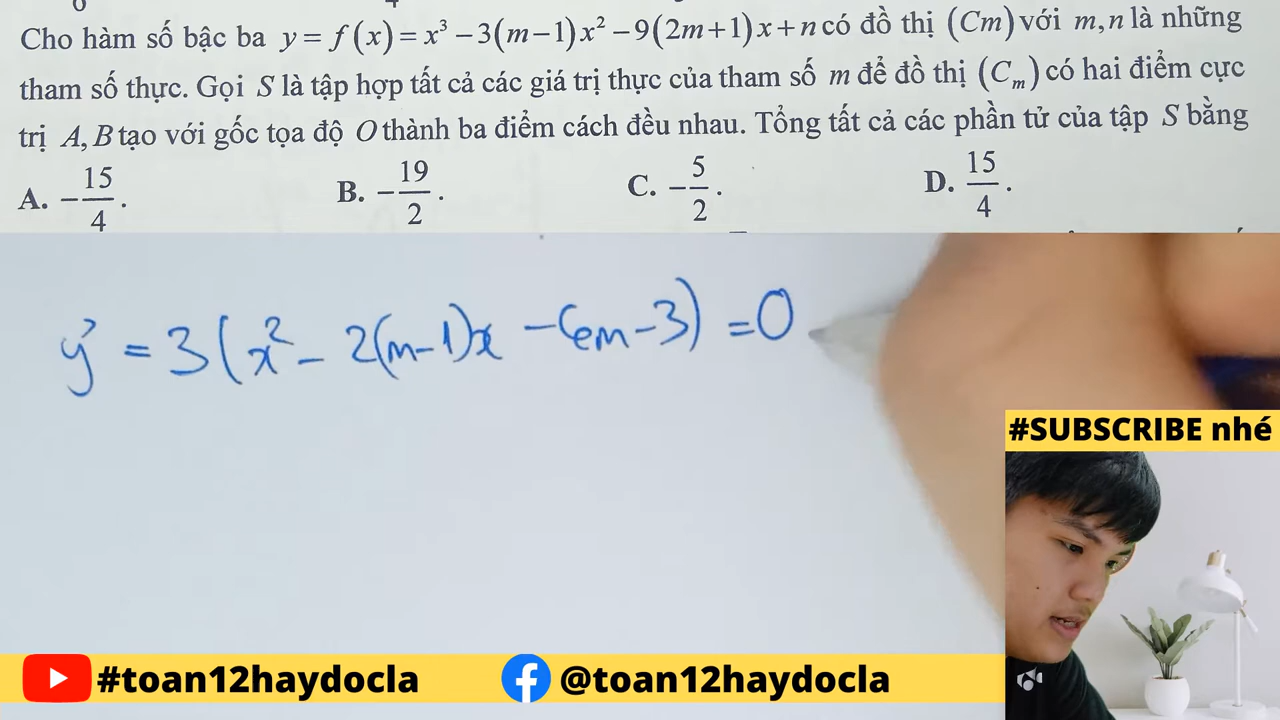 Cho hàm số bậc ba y = f(x) = x³ − 3(m−1)x² − 9(2m+1)x + n có đồ thị (Cm) với m,n là những
tham số thực. Gọi S là tập hợp tất cả các giá trị thực của tham số m để đồ thị (Cₘ) có hai điểm cực
trị A, B tạo với gốc tọa độ O thành ba điểm cách đều nhau. Tổng tất cả các phần tử của tập S bằng
A. −15/4. B. −19/2. C. −5/2. D. 15/4.
y' = 3(x² − 2(m−1)x − 6m − 3) = 0
#SUBSCRIBE nhé
#toan12haydocla @toan12haydocla